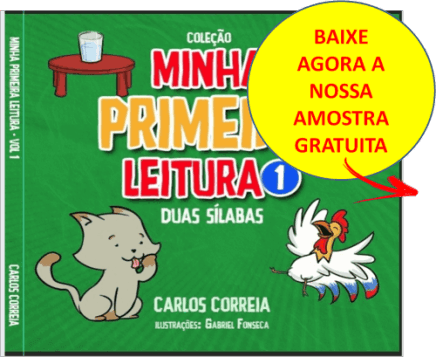 COLEÇÃO
MINHA
PRIMEI
LEITURA 1
DUAS SÍLABAS
CARLOS CORREIA
ILUSTRAÇÕES: GABRIEL FONSECA
MINHA PRIMEIRA LEITURA - VOL 1
CARLOS CORREIA
BAIXE
AGORA A
NOSSA
AMOSTRA
GRATUITA